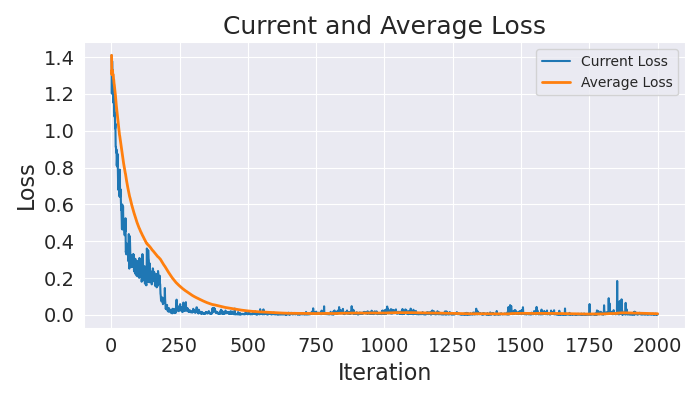 Current and Average Loss
Current Loss
Average Loss
1.4
1.2
1.0
0.8
0.6
0.4
0.2
0.0
Loss
0 250 500 750 1000 1250 1500 1750 2000
Iteration